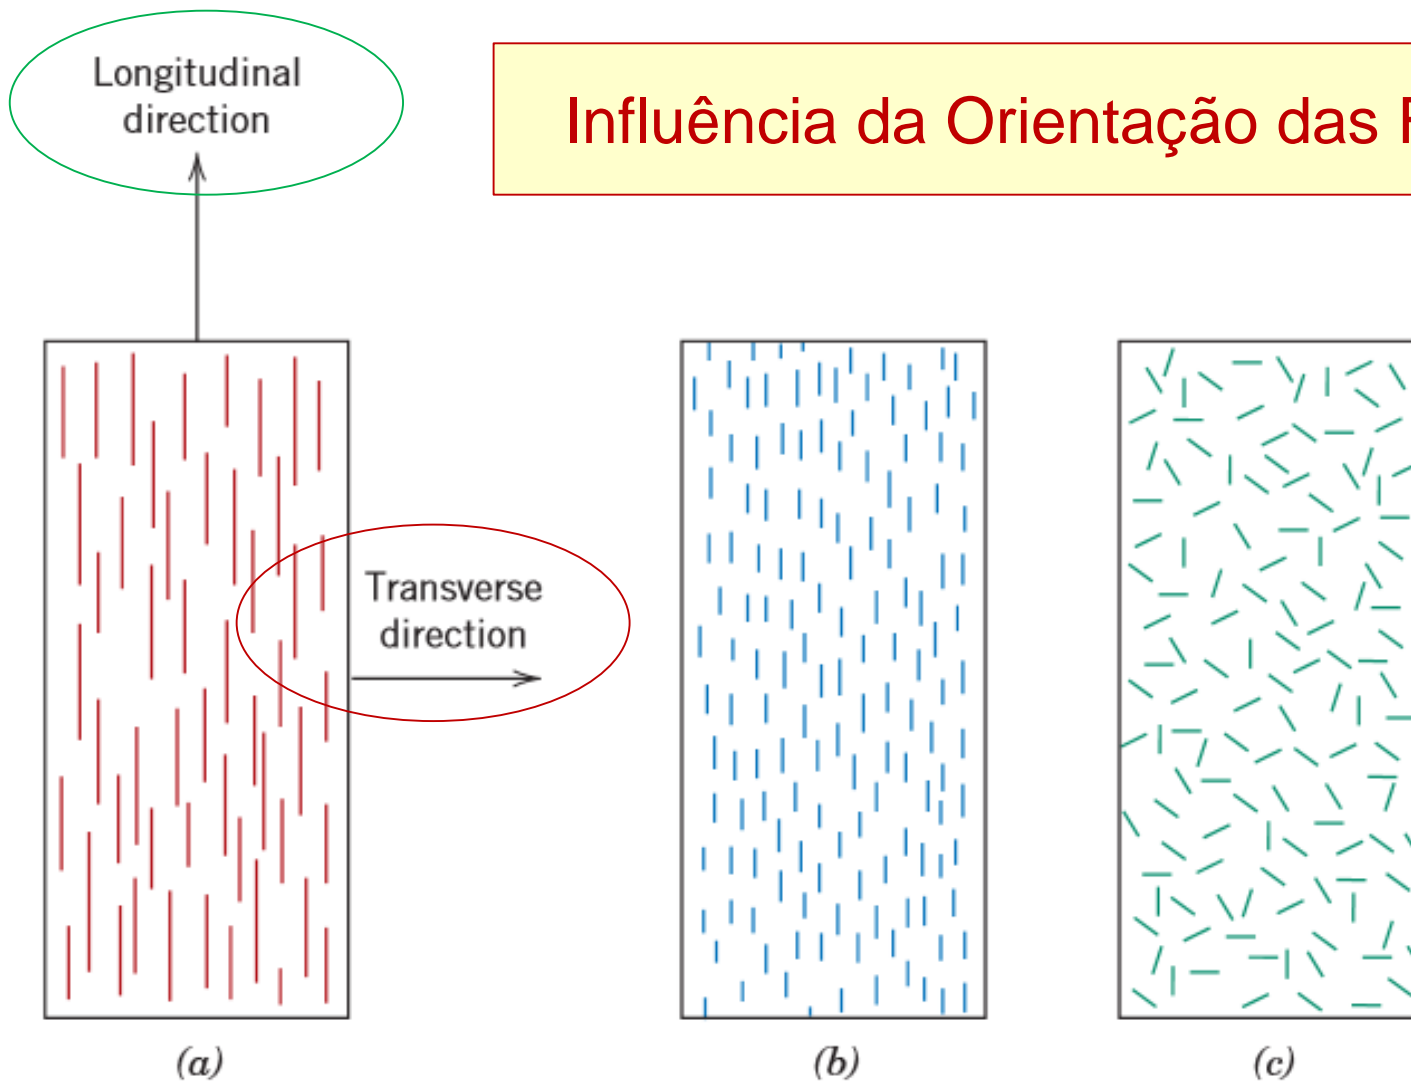 Longitudinal
direction
Influência da Orientação das
Transverse
direction
(a)
(b)
(c)